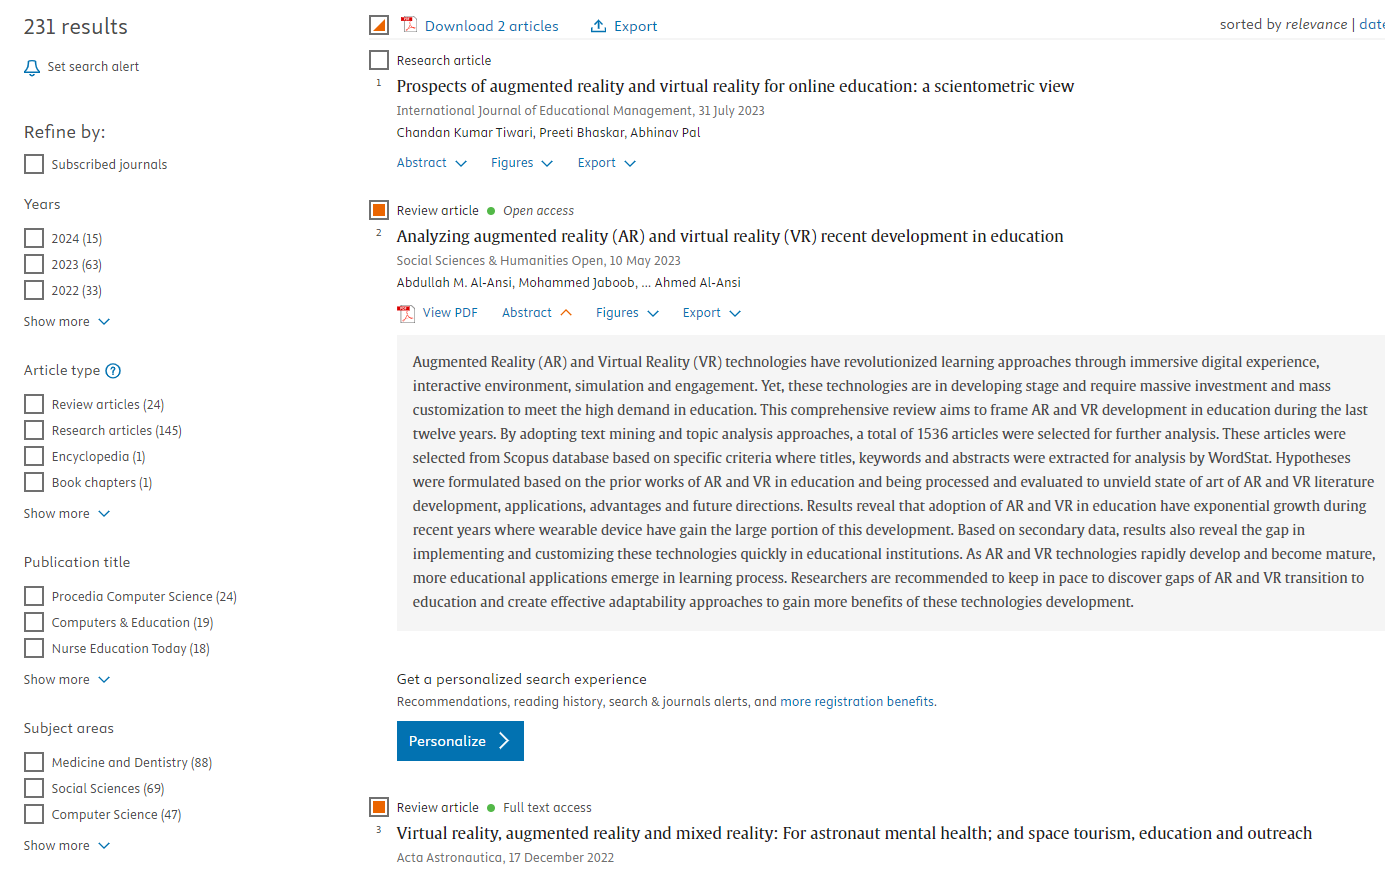 231 results
Set search alert
Refine by:
Subscribed journals
Years
2024 (15)
2023 (63)
2022 (33)
Show more
Article type ?
Review articles (24)
Research articles (145)
Encyclopedia (1)
Book chapters (1)
Show more
Publication title
Procedia Computer Science (24)
Computers & Education (19)
Nurse Education Today (18)
Show more
Subject areas
Medicine and Dentistry (88)
Social Sciences (69)
Computer Science (47)
Show more
PDF Download 2 articles Export
sorted by relevance | date
Research article
1 Prospects of augmented reality and virtual reality for online education: a scientometric view
International Journal of Educational Management, 31 July 2023
Chandan Kumar Tiwari, Preeti Bhaskar, Abhinav Pal
Abstract Figures Export
Review article Open access
2 Analyzing augmented reality (AR) and virtual reality (VR) recent development in education
Social Sciences & Humanities Open, 10 May 2023
Abdullah M. Al-Ansi, Mohammed Jaboob, ... Ahmed Al-Ansi
PDF View PDF Abstract Figures Export
Augmented Reality (AR) and Virtual Reality (VR) technologies have revolutionized learning approaches through immersive digital experience,
interactive environment, simulation and engagement. Yet, these technologies are in developing stage and require massive investment and mass
customization to meet the high demand in education. This comprehensive review aims to frame AR and VR development in education during the last
twelve years. By adopting text mining and topic analysis approaches, a total of 1536 articles were selected for further analysis. These articles were
selected from Scopus database based on specific criteria where titles, keywords and abstracts were extracted for analysis by WordStat. Hypotheses
were formulated based on the prior works of AR and VR in education and being processed and evaluated to unvield state of art of AR and VR literature
development, applications, advantages and future directions. Results reveal that adoption of AR and VR in education have exponential growth during
recent years where wearable device have gain the large portion of this development. Based on secondary data, results also reveal the gap in
implementing and customizing these technologies quickly in educational institutions. As AR and VR technologies rapidly develop and become mature,
more educational applications emerge in learning process. Researchers are recommended to keep in pace to discover gaps of AR and VR transition to
education and create effective adaptability approaches to gain more benefits of these technologies development.
Get a personalized search experience
Recommendations, reading history, search & journals alerts, and more registration benefits.
Personalize
Review article Full text access
3 Virtual reality, augmented reality and mixed reality: For astronaut mental health; and space tourism, education and outreach
Acta Astronautica, 17 December 2022